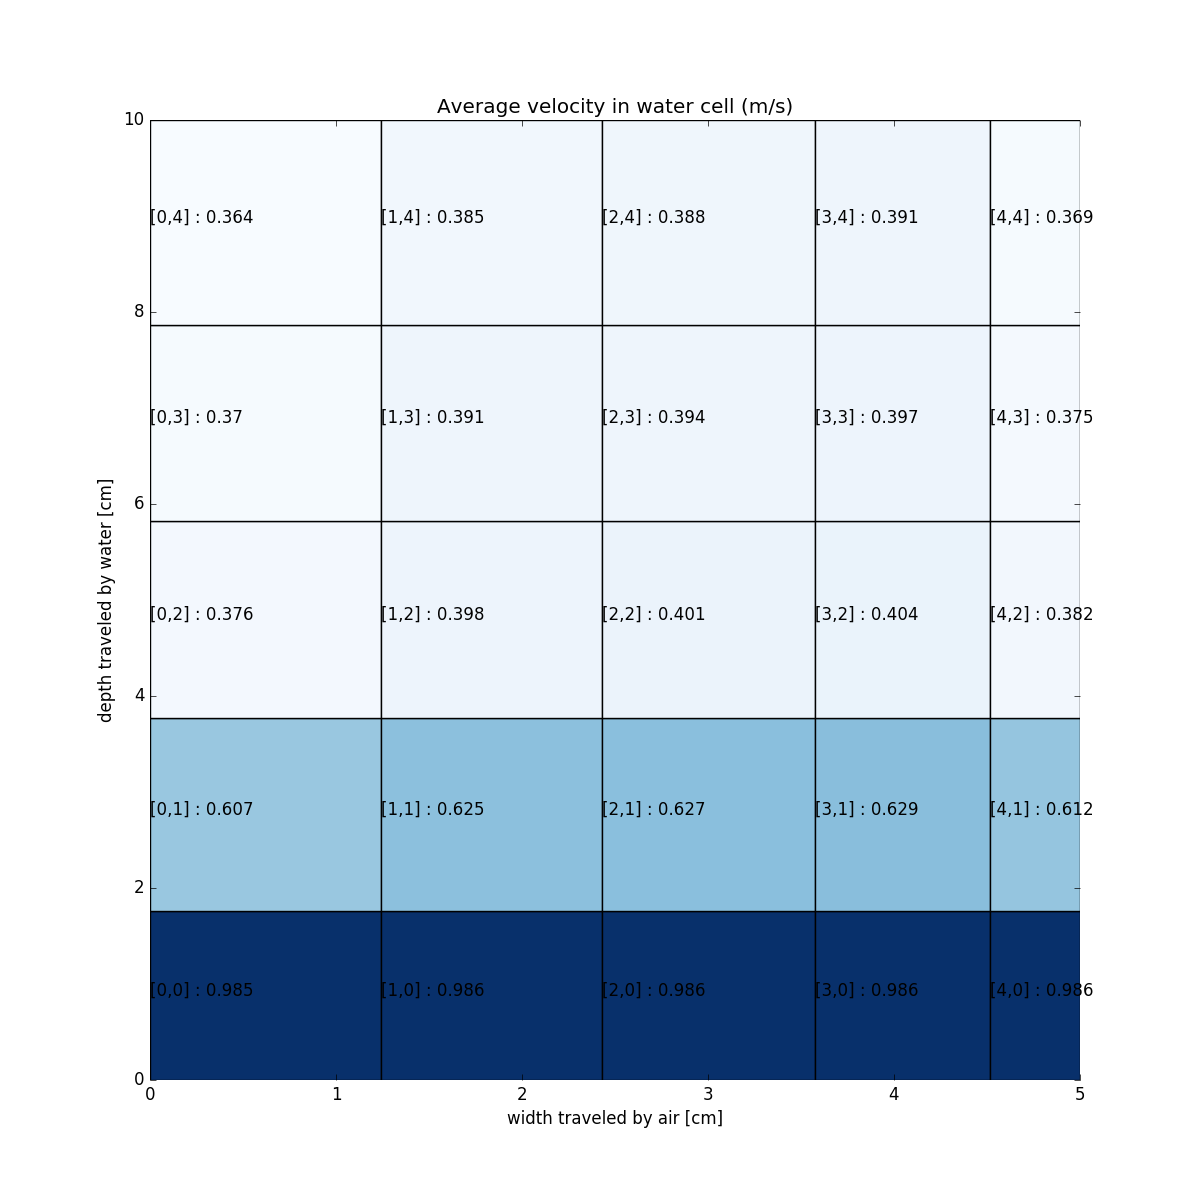 Average velocity in water cell (m/s)
10
[0,4] : 0.364 [1,4] : 0.385 [2,4] : 0.388 [3,4] : 0.391 [4,4] : 0.369
8
[0,3] : 0.37 [1,3] : 0.391 [2,3] : 0.394 [3,3] : 0.397 [4,3] : 0.375
6
depth traveled by water [cm]
[0,2] : 0.376 [1,2] : 0.398 [2,2] : 0.401 [3,2] : 0.404 [4,2] : 0.382
4
[0,1] : 0.607 [1,1] : 0.625 [2,1] : 0.627 [3,1] : 0.629 [4,1] : 0.612
2
[0,0] : 0.985 [1,0] : 0.986 [2,0] : 0.986 [3,0] : 0.986 [4,0] : 0.986
0
0 1 2 3 4 5
width traveled by air [cm]